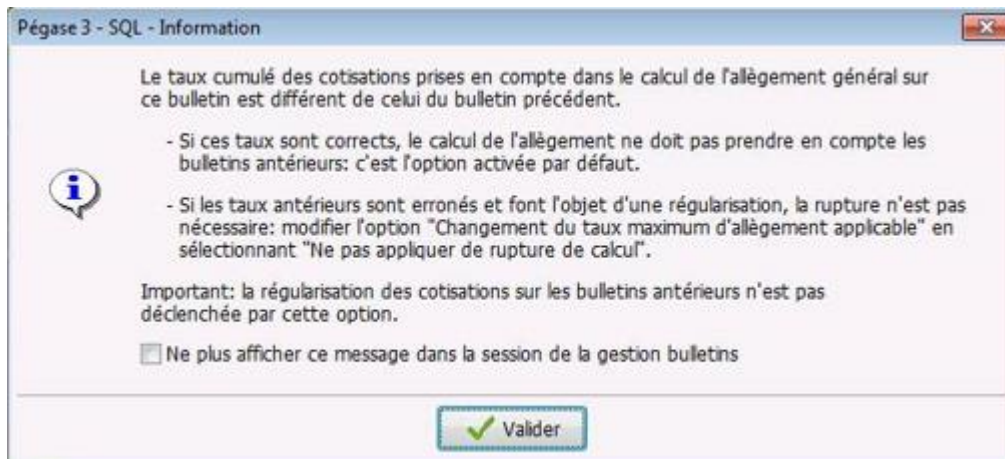 Pégase 3 - SQL - Information
Le taux cumulé des cotisations prises en compte dans le calcul de l'allègement général sur
ce bulletin est différent de celui du bulletin précédent.
- Si ces taux sont corrects, le calcul de l'allègement ne doit pas prendre en compte les
bulletins antérieurs: c'est l'option activée par défaut.
- Si les taux antérieurs sont erronés et font l'objet d'une régularisation, la rupture n'est pas
nécessaire: modifier l'option "Changement du taux maximum d'allègement applicable" en
sélectionnant "Ne pas appliquer de rupture de calcul".
Important: la régularisation des cotisations sur les bulletins antérieurs n'est pas
déclenchée par cette option.
Ne plus afficher ce message dans la session de la gestion bulletins
Valider